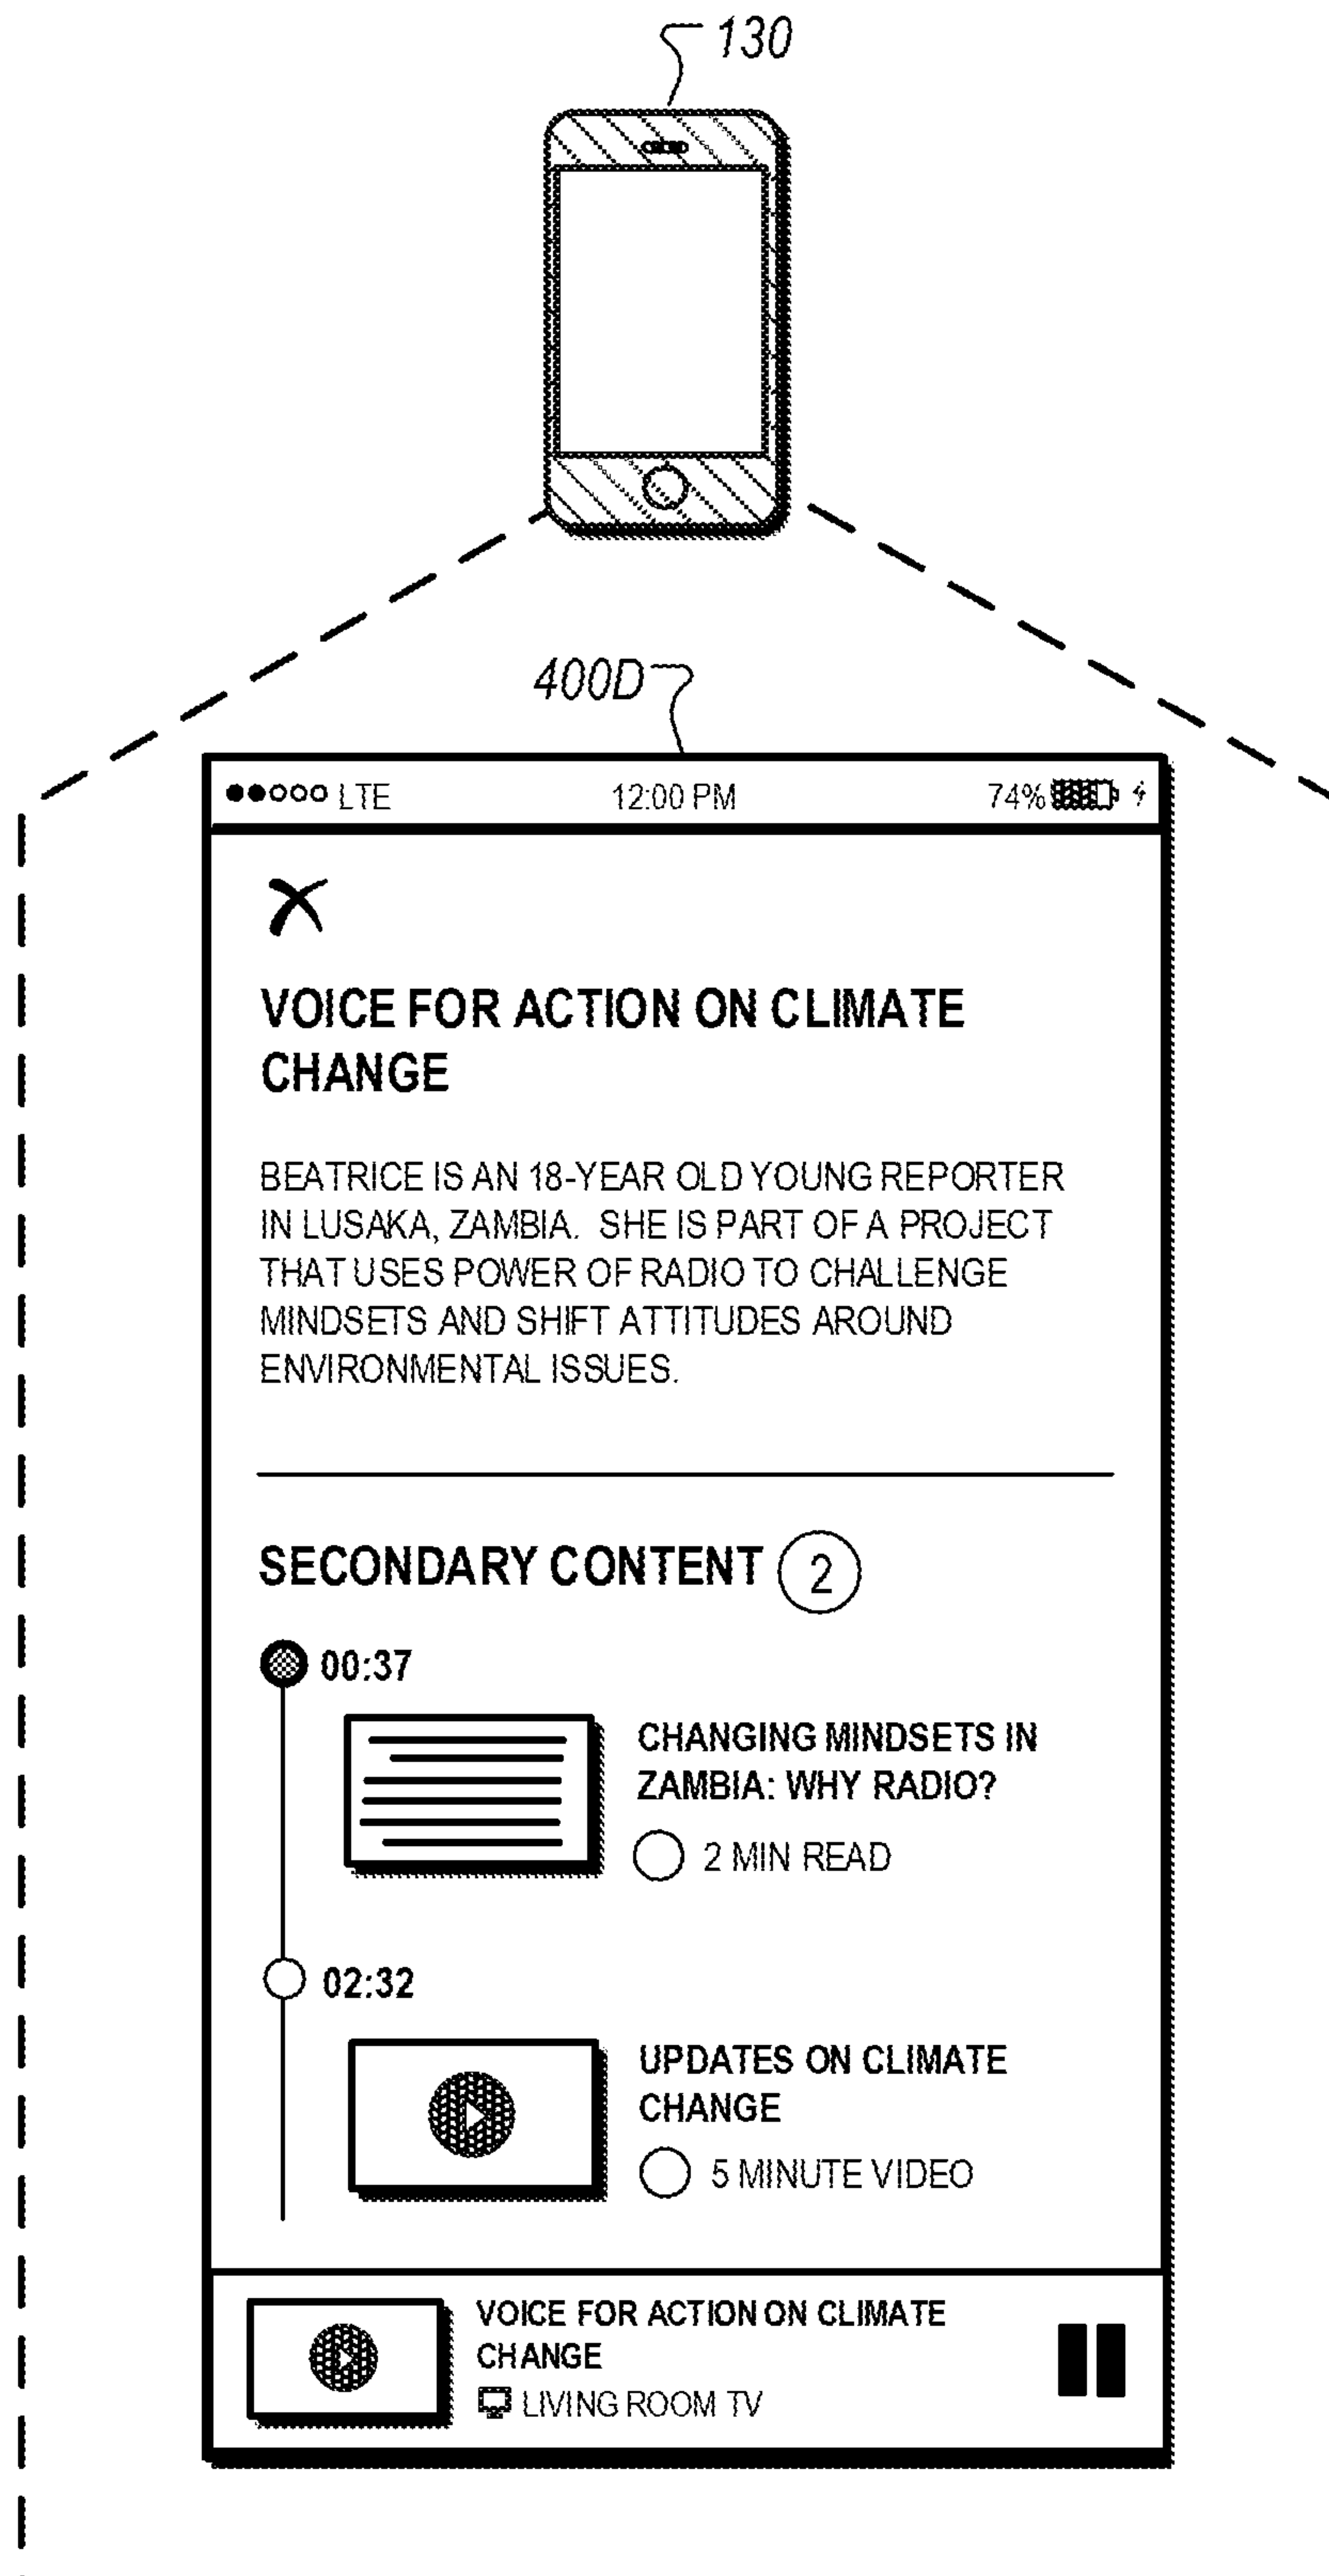 130
400D
LTE 12:00 PM 74%
VOICE FOR ACTION ON CLIMATE
CHANGE
BEATRICE IS AN 18-YEAR OLD YOUNG REPORTER
IN LUSAKA, ZAMBIA. SHE IS PART OF A PROJECT
THAT USES POWER OF RADIO TO CHALLENGE
MINDSETS AND SHIFT ATTITUDES AROUND
ENVIRONMENTAL ISSUES.
SECONDARY CONTENT 2
00:37
CHANGING MINDSETS IN
ZAMBIA: WHY RADIO?
2 MIN READ
02:32
UPDATES ON CLIMATE
CHANGE
5 MINUTE VIDEO
VOICE FOR ACTION ON CLIMATE
CHANGE
LIVING ROOM TV